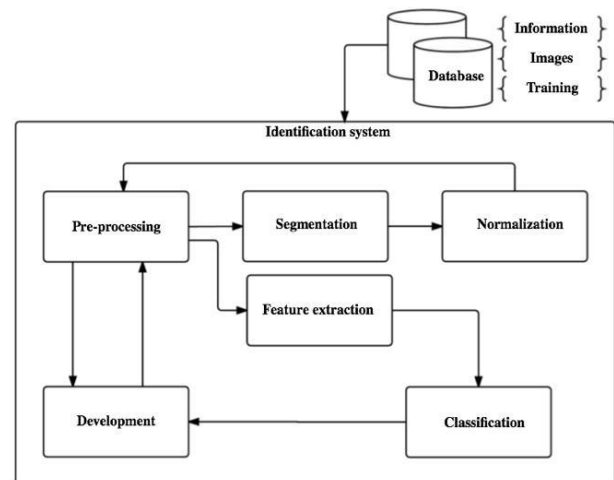 { Information }
{ Images }
Database
{ Training }
Identification system
Pre-processing
Segmentation
Normalization
Feature extraction
Development
Classification